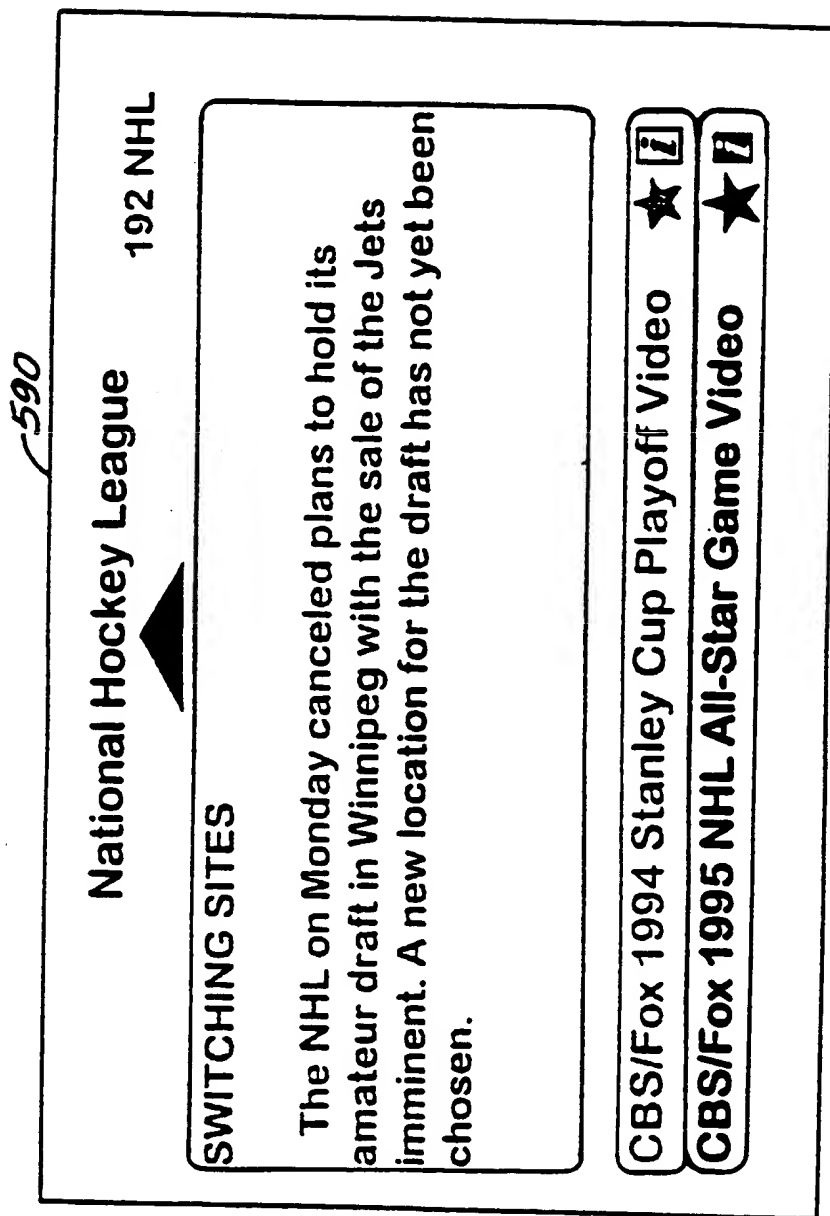 590
National Hockey League
192 NHL
SWITCHING SITES
The NHL on Monday canceled plans to hold its
amateur draft in Winnipeg with the sale of the Jets
imminent. A new location for the draft has not yet been
chosen.
CBS/Fox 1994 Stanley Cup Playoff Video i
CBS/Fox 1995 NHL All-Star Game Video i